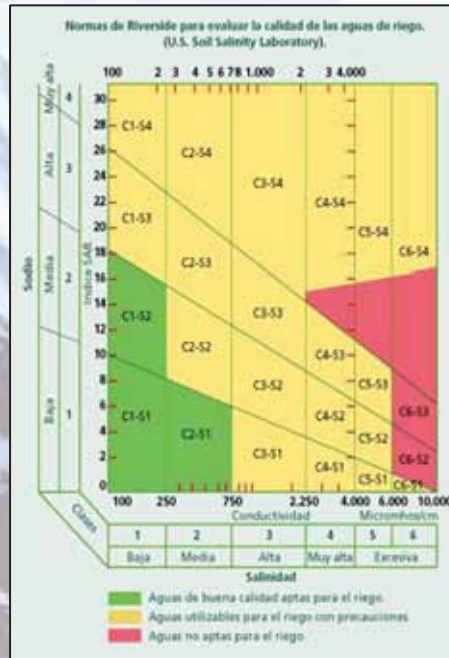 Normas de Riverside para evaluar la calidad de las aguas de riego.
(U.S. Soil Salinity Laboratory).
100 2 3 4 5 6 7 8 1.000 2 3 4.000
Sodio
Muy alta 4
Alta 3
Media 2
Baja 1
Indice SAR
30
28
26
24
22
20
18
16
14
12
10
8
6
4
2
0
C1-S4 C2-S4 C3-S4 C4-S4 C5-S4 C6-S4
C1-S3 C2-S3 C3-S3 C4-S3 C5-S3 C6-S3
C1-S2 C2-S2 C3-S2 C4-S2 C5-S2 C6-S2
C1-S1 C2-S1 C3-S1 C4-S1 C5-S1 C6-S1
100 250 750 2.250 4.000 6.000 10.000
Conductividad Micromhos/cm.
Clases
1 2 3 4 5 6
Baja Media Alta Muy alta Excesiva
Salinidad
Aguas de buena calidad aptas para el riego.
Aguas utilizables para el riego con precauciones
Aguas no aptas para el riego